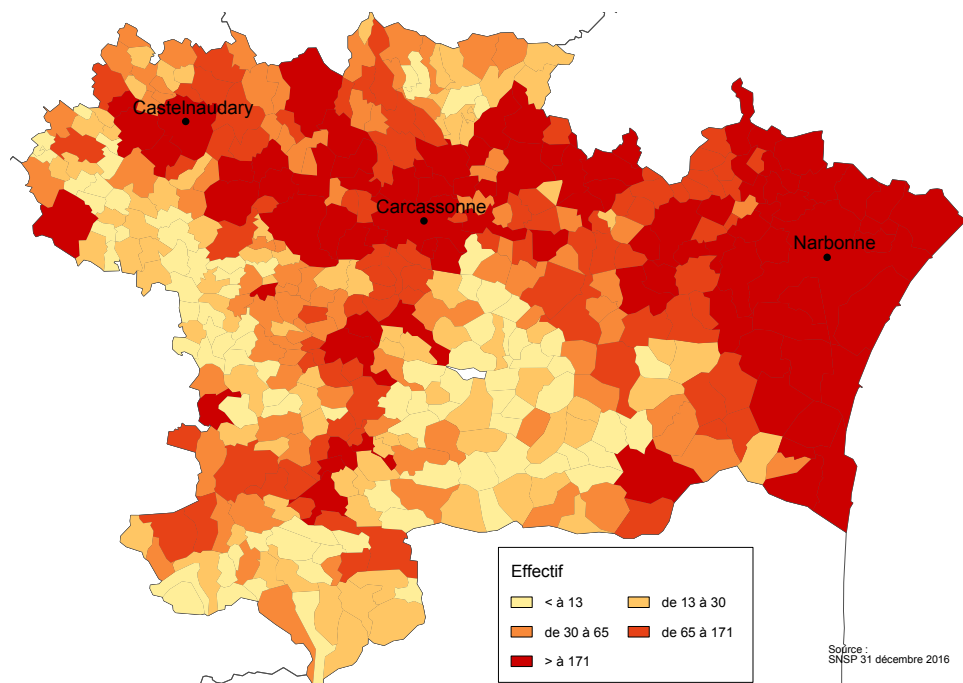 Castelnaudary
Carcassonne
Narbonne
Effectif
< à 13
de 13 à 30
de 30 à 65
de 65 à 171
> à 171
Source :
SNSP 31 décembre 2016